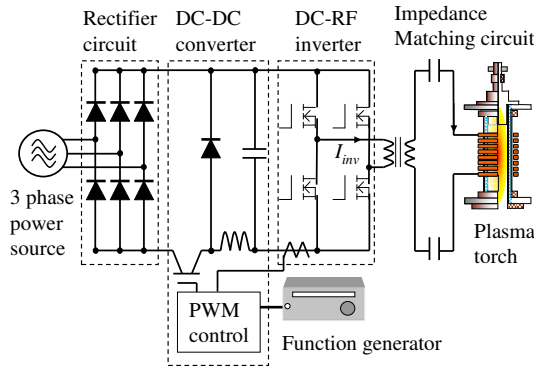 Rectifier
circuit
DC-DC
converter
DC-RF
inverter
Impedance
Matching circuit
I_inv
3 phase
power
source
Plasma
torch
PWM
control
Function generator